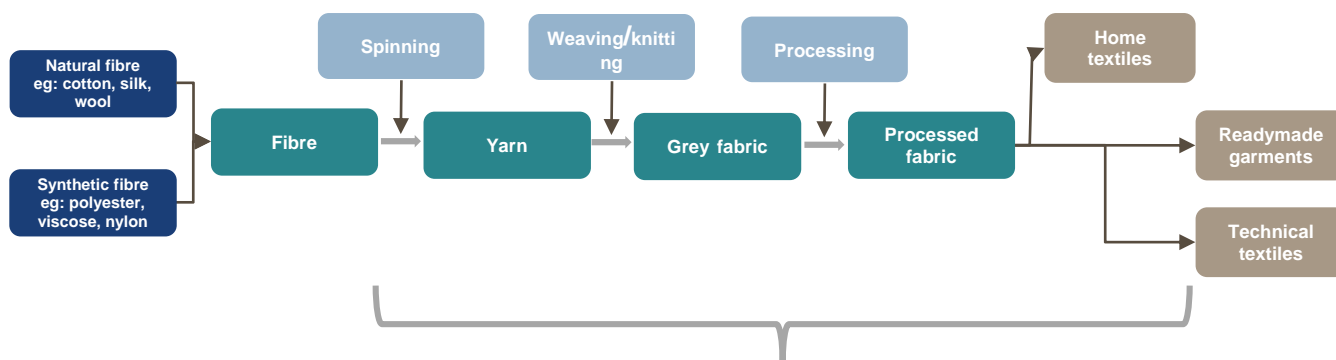 Spinning
Weaving/knitti
ng
Processing
Home
textiles
Natural fibre
eg: cotton, silk,
wool
Fibre
Yarn
Grey fabric
Processed
fabric
Readymade
garments
Synthetic fibre
eg: polyester,
viscose, nylon
Technical
textiles